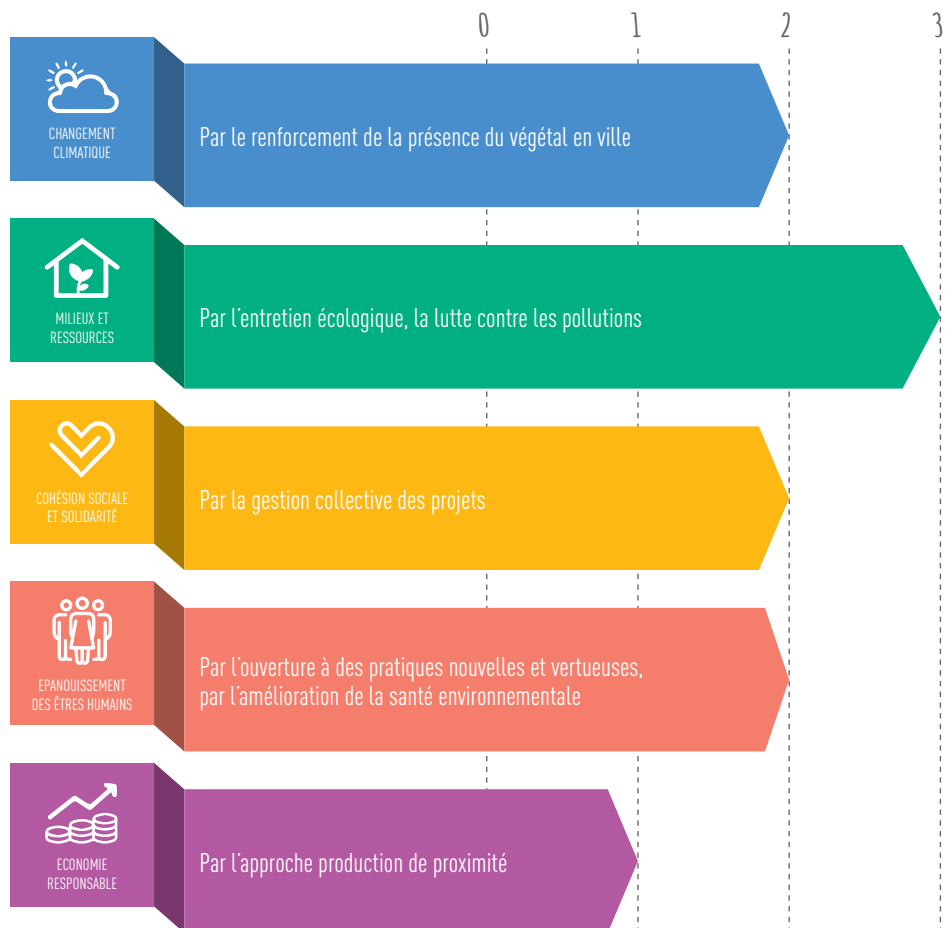 0 1 2 3
CHANGEMENT
CLIMATIQUE
Par le renforcement de la présence du végétal en ville
MILIEUX ET
RESSOURCES
Par l'entretien écologique, la lutte contre les pollutions
COHÉSION SOCIALE
ET SOLIDARITÉ
Par la gestion collective des projets
EPANOUISSEMENT
DES ÊTRES HUMAINS
Par l'ouverture à des pratiques nouvelles et vertueuses,
par l'amélioration de la santé environnementale
ECONOMIE
RESPONSABLE
Par l'approche production de proximité